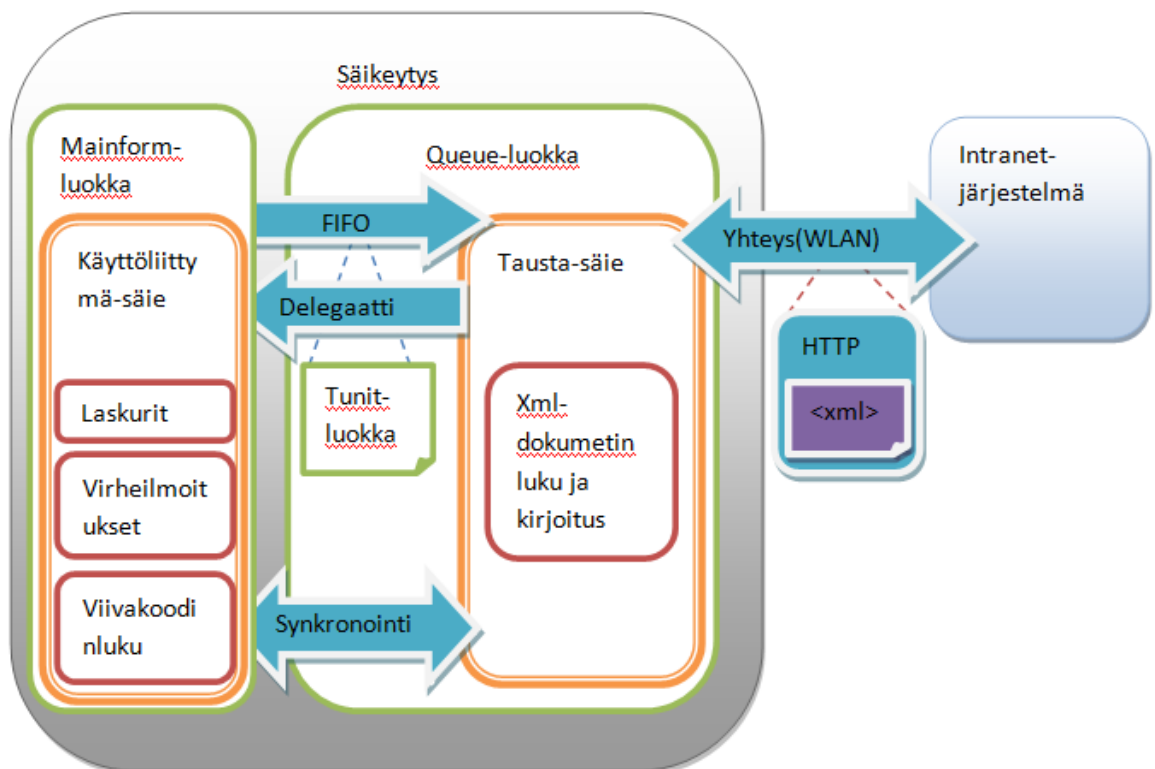 Säikeytys
Mainform-
luokka
Käyttöliitty
mä-säie
Laskurit
Virheilmoit
ukset
Viivakoodi
nluku
Queue-luokka
FIFO
Delegaatti
Tunit-
luokka
Synkronointi
Tausta-säie
Xml-
dokumetin
luku ja
kirjoitus
Yhteys(WLAN)
HTTP
<xml>
Intranet-
järjestelmä